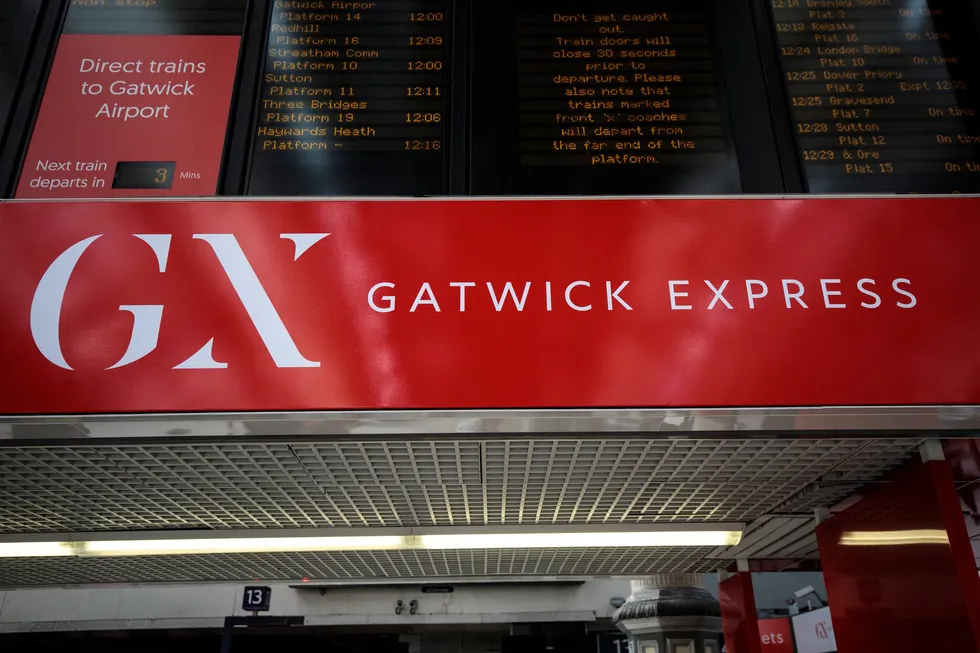 Non stop
Direct trains
to Gatwick
Airport
Next train
departs in 3 Mins
Gatwick Airpor
Platform 14 12:00
Redhill
Platform 16 12:09
Streatham Comm
Platform 10 12:00
Sutton
Platform 11 12:11
Three Bridges
Platform 19 12:06
Haywards Heath
Platform – 12:16
Don't get caught
out.
Train doors will
close 30 seconds
prior to
departure. Please
also note that
trains marked
front 'x' coaches
will depart from
the far end of the
platform.
12:18 Bromley South
Plat 3 On time
12:18 Reigate
Plat 16 On time
12:24 London Bridge
Plat 10 On time
12:25 Dover Priory
Plat 2 Expt 12:35
12:25 Gravesend
Plat 7 On time
12:28 Sutton
Plat 12 On time
12:29 & Ore
Plat 15 On time
GX GATWICK EXPRESS
13
ets
GX